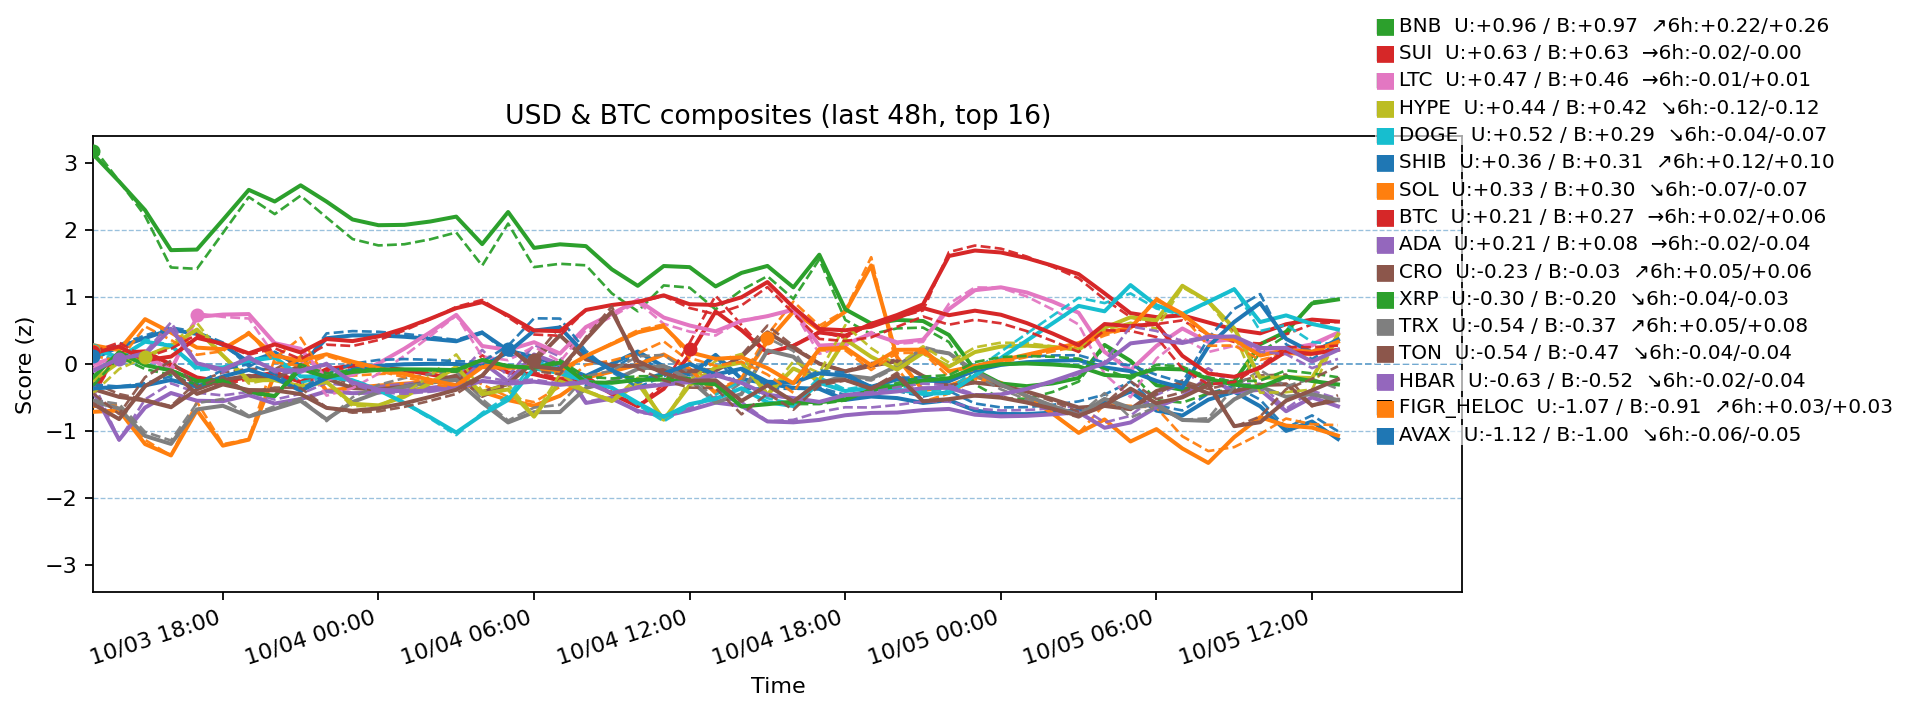 BNB U:+0.96 / B:+0.97 ↗6h:+0.22/+0.26
SUI U:+0.63 / B:+0.63 →6h:-0.02/-0.00
LTC U:+0.47 / B:+0.46 →6h:-0.01/+0.01
HYPE U:+0.44 / B:+0.42 ↘6h:-0.12/-0.12
DOGE U:+0.52 / B:+0.29 ↘6h:-0.04/-0.07
SHIB U:+0.36 / B:+0.31 ↗6h:+0.12/+0.10
SOL U:+0.33 / B:+0.30 ↘6h:-0.07/-0.07
BTC U:+0.21 / B:+0.27 →6h:+0.02/+0.06
ADA U:+0.21 / B:+0.08 →6h:-0.02/-0.04
CRO U:-0.23 / B:-0.03 ↗6h:+0.05/+0.06
XRP U:-0.30 / B:-0.20 ↘6h:-0.04/-0.03
TRX U:-0.54 / B:-0.37 ↗6h:+0.05/+0.08
TON U:-0.54 / B:-0.47 ↘6h:-0.04/-0.04
HBAR U:-0.63 / B:-0.52 ↘6h:-0.02/-0.04
FIGR_HELOC U:-1.07 / B:-0.91 ↗6h:+0.03/+0.03
AVAX U:-1.12 / B:-1.00 ↘6h:-0.06/-0.05
USD & BTC composites (last 48h, top 16)
Score (z)
3
2
1
0
−1
−2
−3
10/03 18:00
10/04 00:00
10/04 06:00
10/04 12:00
10/04 18:00
10/05 00:00
10/05 06:00
10/05 12:00
Time